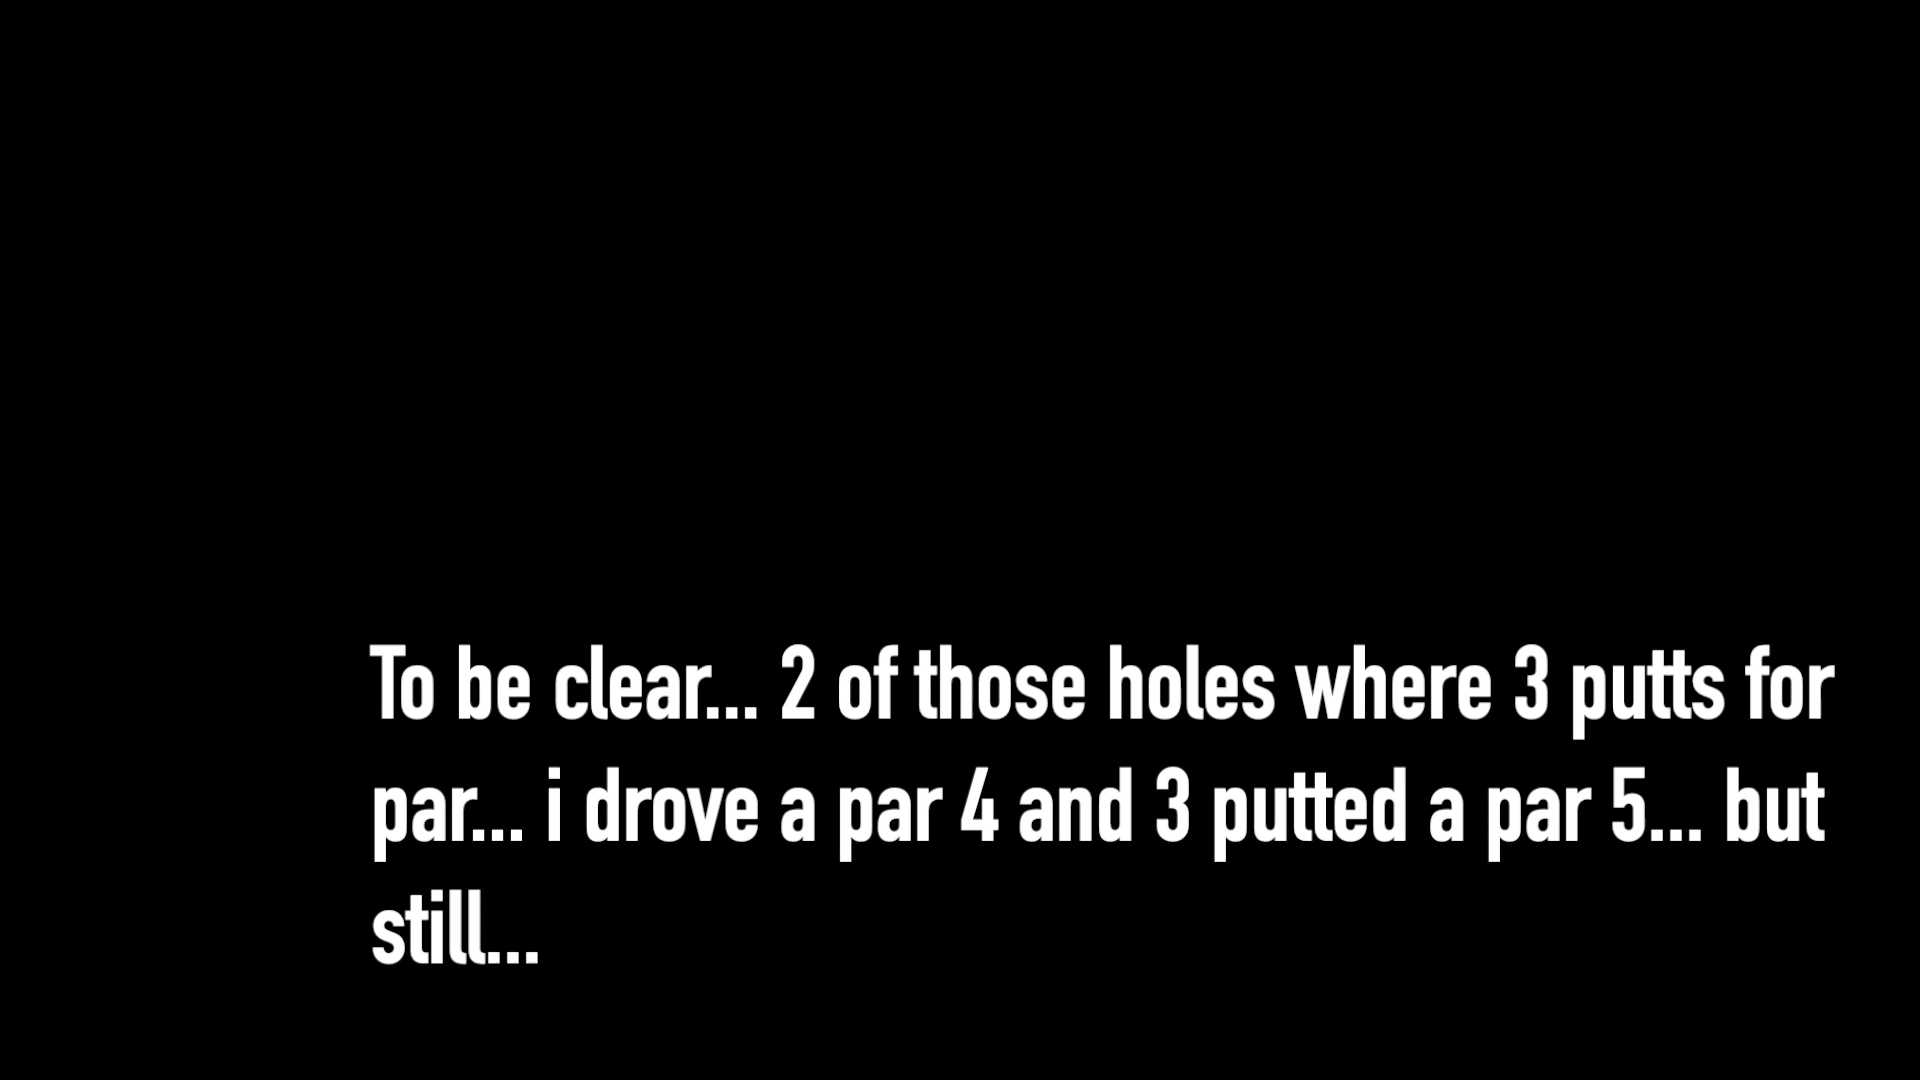 To be clear... 2 of those holes where 3 putts for
par... i drove a par 4 and 3 putted a par 5... but
still...